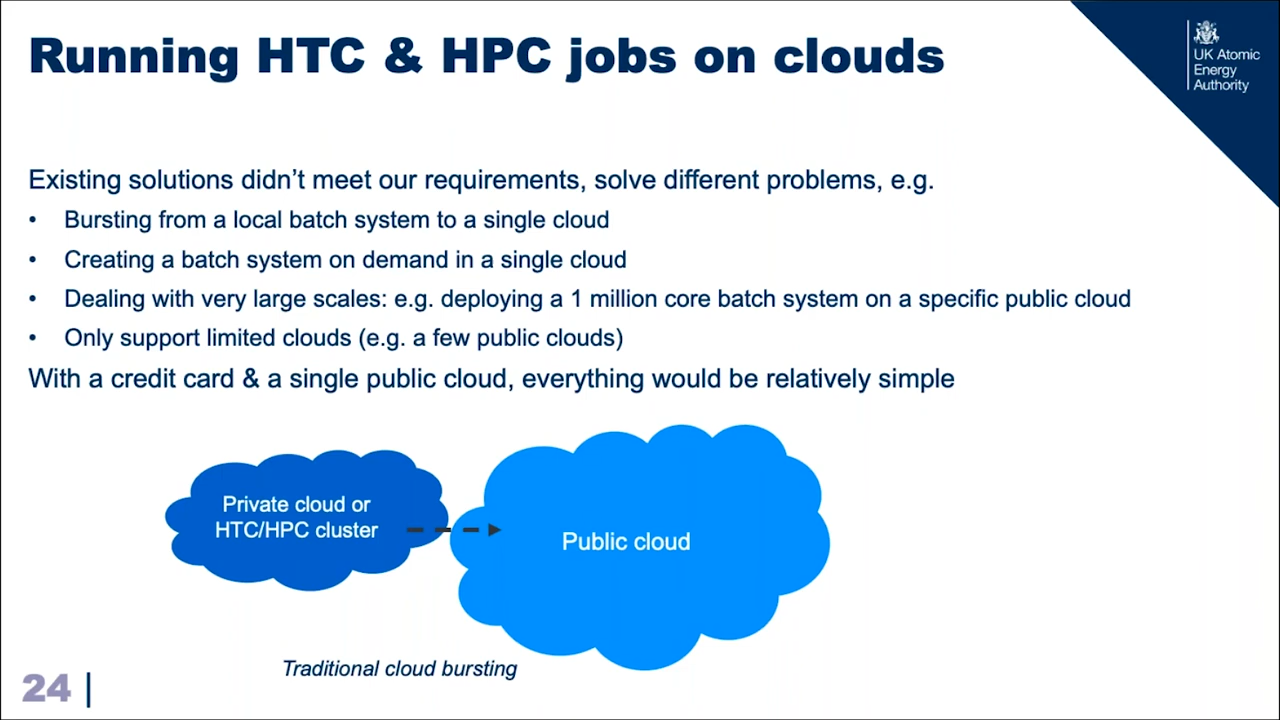 Running HTC & HPC jobs on clouds
UK Atomic
Energy
Authority
Existing solutions didn’t meet our requirements, solve different problems, e.g.
• Bursting from a local batch system to a single cloud
• Creating a batch system on demand in a single cloud
• Dealing with very large scales: e.g. deploying a 1 million core batch system on a specific public cloud
• Only support limited clouds (e.g. a few public clouds)
With a credit card & a single public cloud, everything would be relatively simple
Private cloud or
HTC/HPC cluster
Public cloud
Traditional cloud bursting
24 |